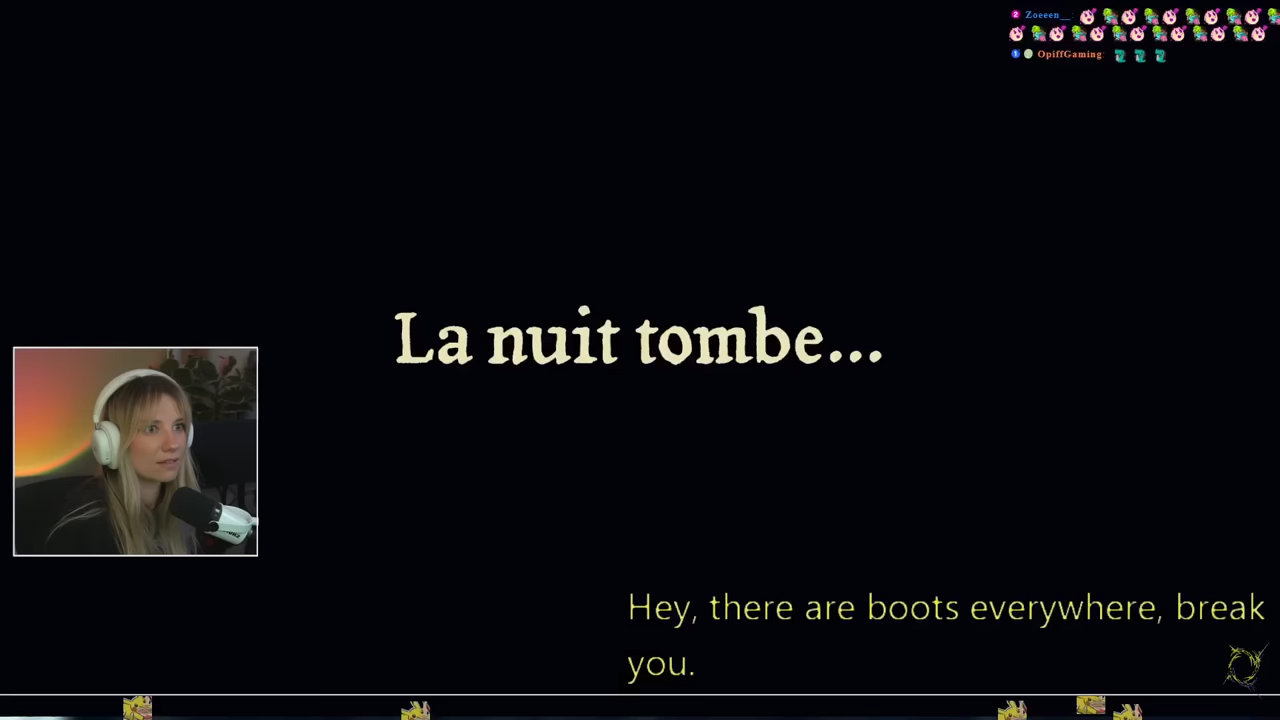 Zoeeen__:
OpiffGaming:
La nuit tombe...
Hey, there are boots everywhere, break
you.